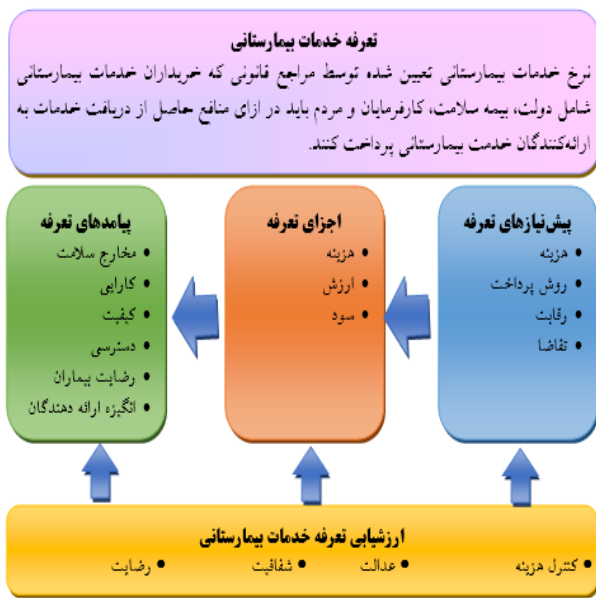 تعرفه خدمات بیمارستانی
نرخ خدمات بیمارستانی تعیین شده توسط مراجع قانونی که خریداران خدمات بیمارستانی
شامل دولت، بیمه سلامت، کارفرمایان و مردم باید در ازای منافع حاصل از دریافت خدمات به
ارائه‌کنندگان خدمت بیمارستانی پرداخت کنند.
پیش‌نیازهای تعرفه
• هزینه
• روش پرداخت
• رقابت
• تقاضا
اجزای تعرفه
• هزینه
• ارزش
• سود
پیامدهای تعرفه
• مخارج سلامت
• کارایی
• کیفیت
• دسترسی
• رضایت بیماران
• انگیزه ارائه دهندگان
ارزشیابی تعرفه خدمات بیمارستانی
• کنترل هزینه • عدالت • شفافیت • رضایت